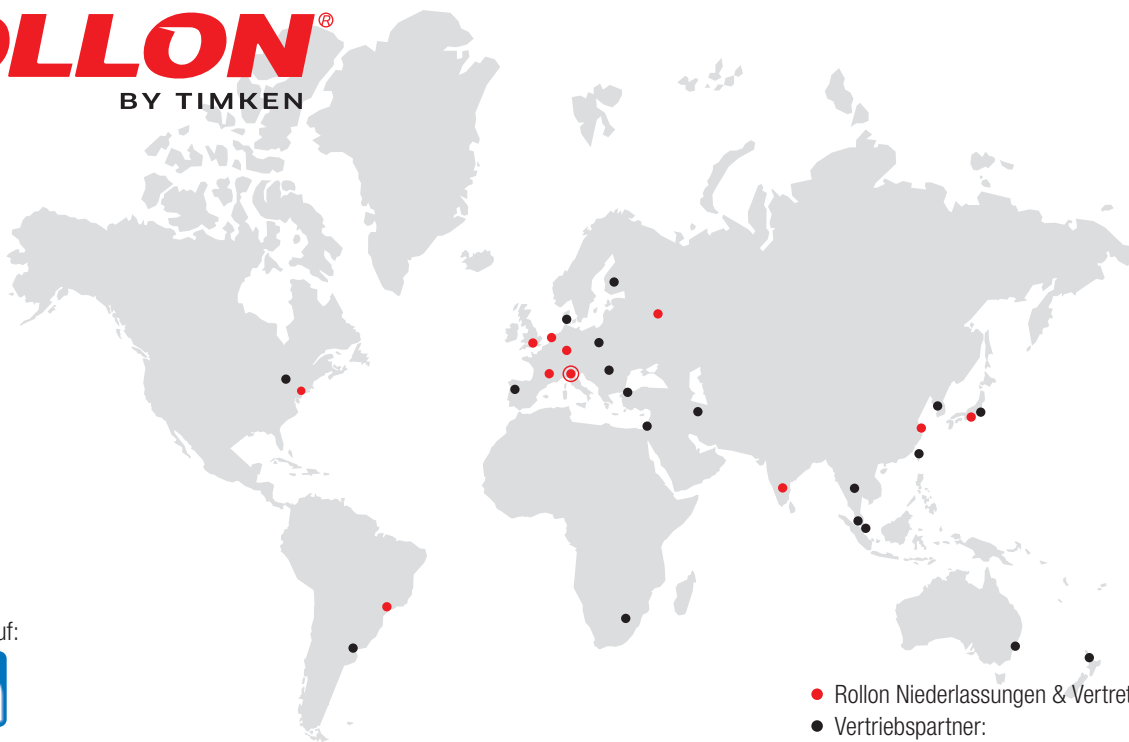 OLLON®
BY TIMKEN
uf:
Rollon Niederlassungen & Vertret
Vertriebspartner: